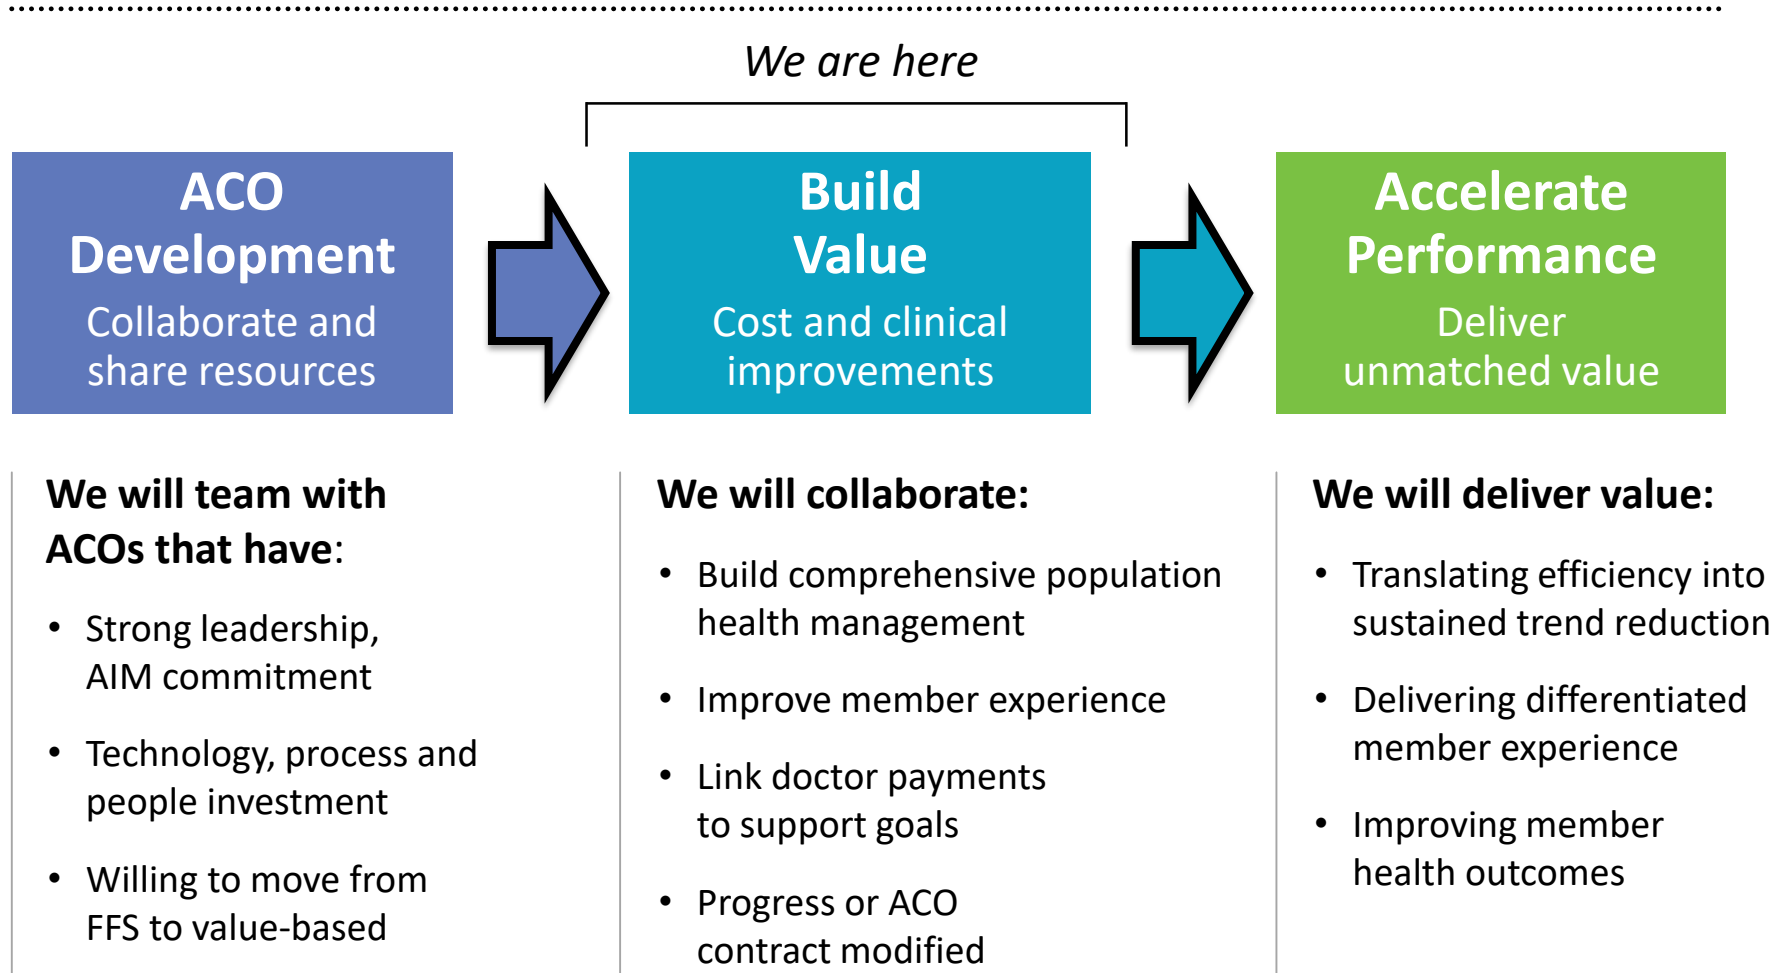 We are here
ACO
Development
Collaborate and
share resources
Build
Value
Cost and clinical
improvements
Accelerate
Performance
Deliver
unmatched value
We will team with
ACOs that have:
• Strong leadership,
AIM commitment
• Technology, process and
people investment
• Willing to move from
FFS to value-based
We will collaborate:
• Build comprehensive population
health management
• Improve member experience
• Link doctor payments
to support goals
• Progress or ACO
contract modified
We will deliver value:
• Translating efficiency into
sustained trend reduction
• Delivering differentiated
member experience
• Improving member
health outcomes